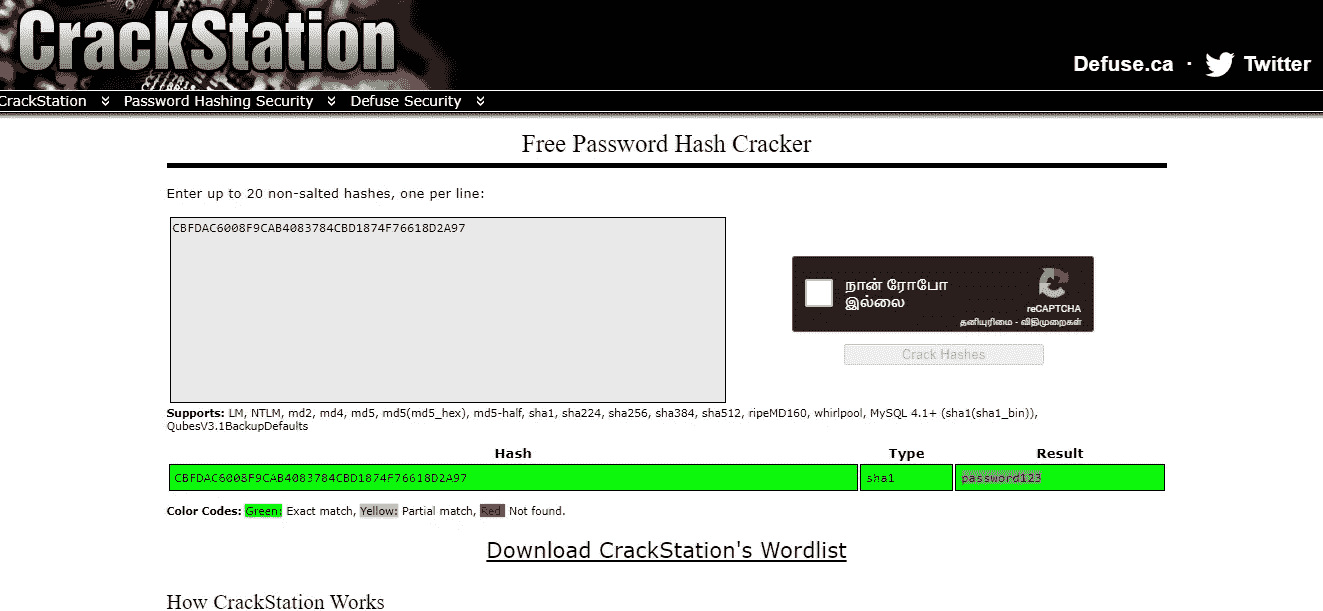 CrackStation
Defuse.ca · Twitter
CrackStation Password Hashing Security Defuse Security
Free Password Hash Cracker
Enter up to 20 non-salted hashes, one per line:
CBFDAC6008F9CAB4083784CBD1874F76618D2A97
நான் ரோபோ
இல்லை
reCAPTCHA
தனியுரிமை - விதிமுறைகள்
Crack Hashes
Supports: LM, NTLM, md2, md4, md5, md5(md5_hex), md5-half, sha1, sha224, sha256, sha384, sha512, ripeMD160, whirlpool, MySQL 4.1+ (sha1(sha1_bin)),
QubesV3.1BackupDefaults
Hash Type Result
CBFDAC6008F9CAB4083784CBD1874F76618D2A97 sha1 password123
Color Codes: Green: Exact match, Yellow: Partial match, Red: Not found.
Download CrackStation's Wordlist
How CrackStation Works